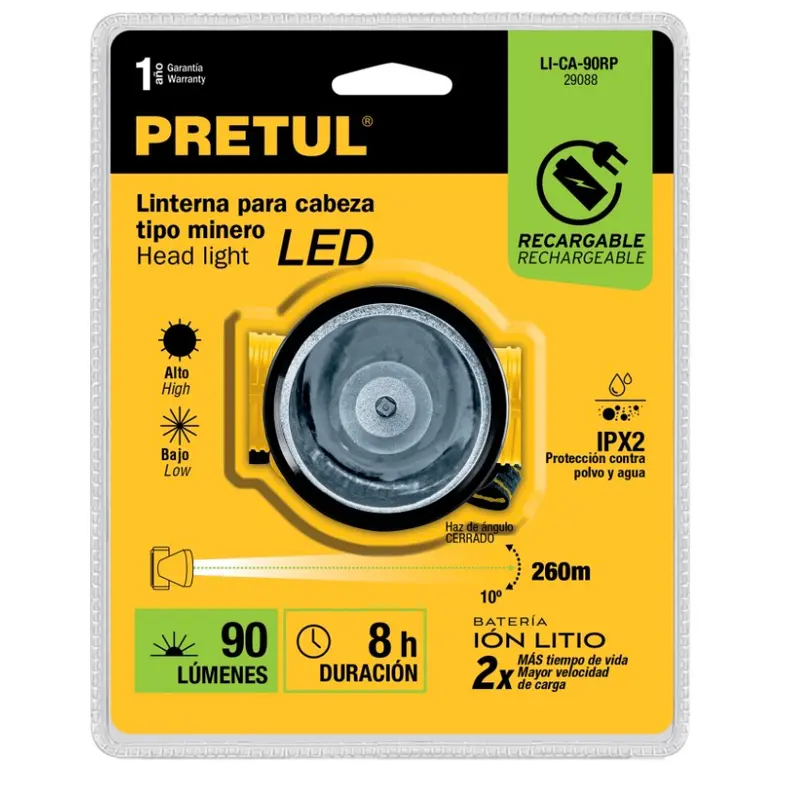 1 año Garantía
Warranty
PRETUL®
LI-CA-90RP
29088
RECARGABLE
RECHARGEABLE
Linterna para cabeza
tipo minero
Head light LED
Alto
High
Bajo
Low
IPX2
Protección contra
polvo y agua
Haz de ángulo
CERRADO
260m
10º
90
LÚMENES
8 h
DURACIÓN
BATERÍA
IÓN LITIO
2x MÁS tiempo de vida
Mayor velocidad
de carga